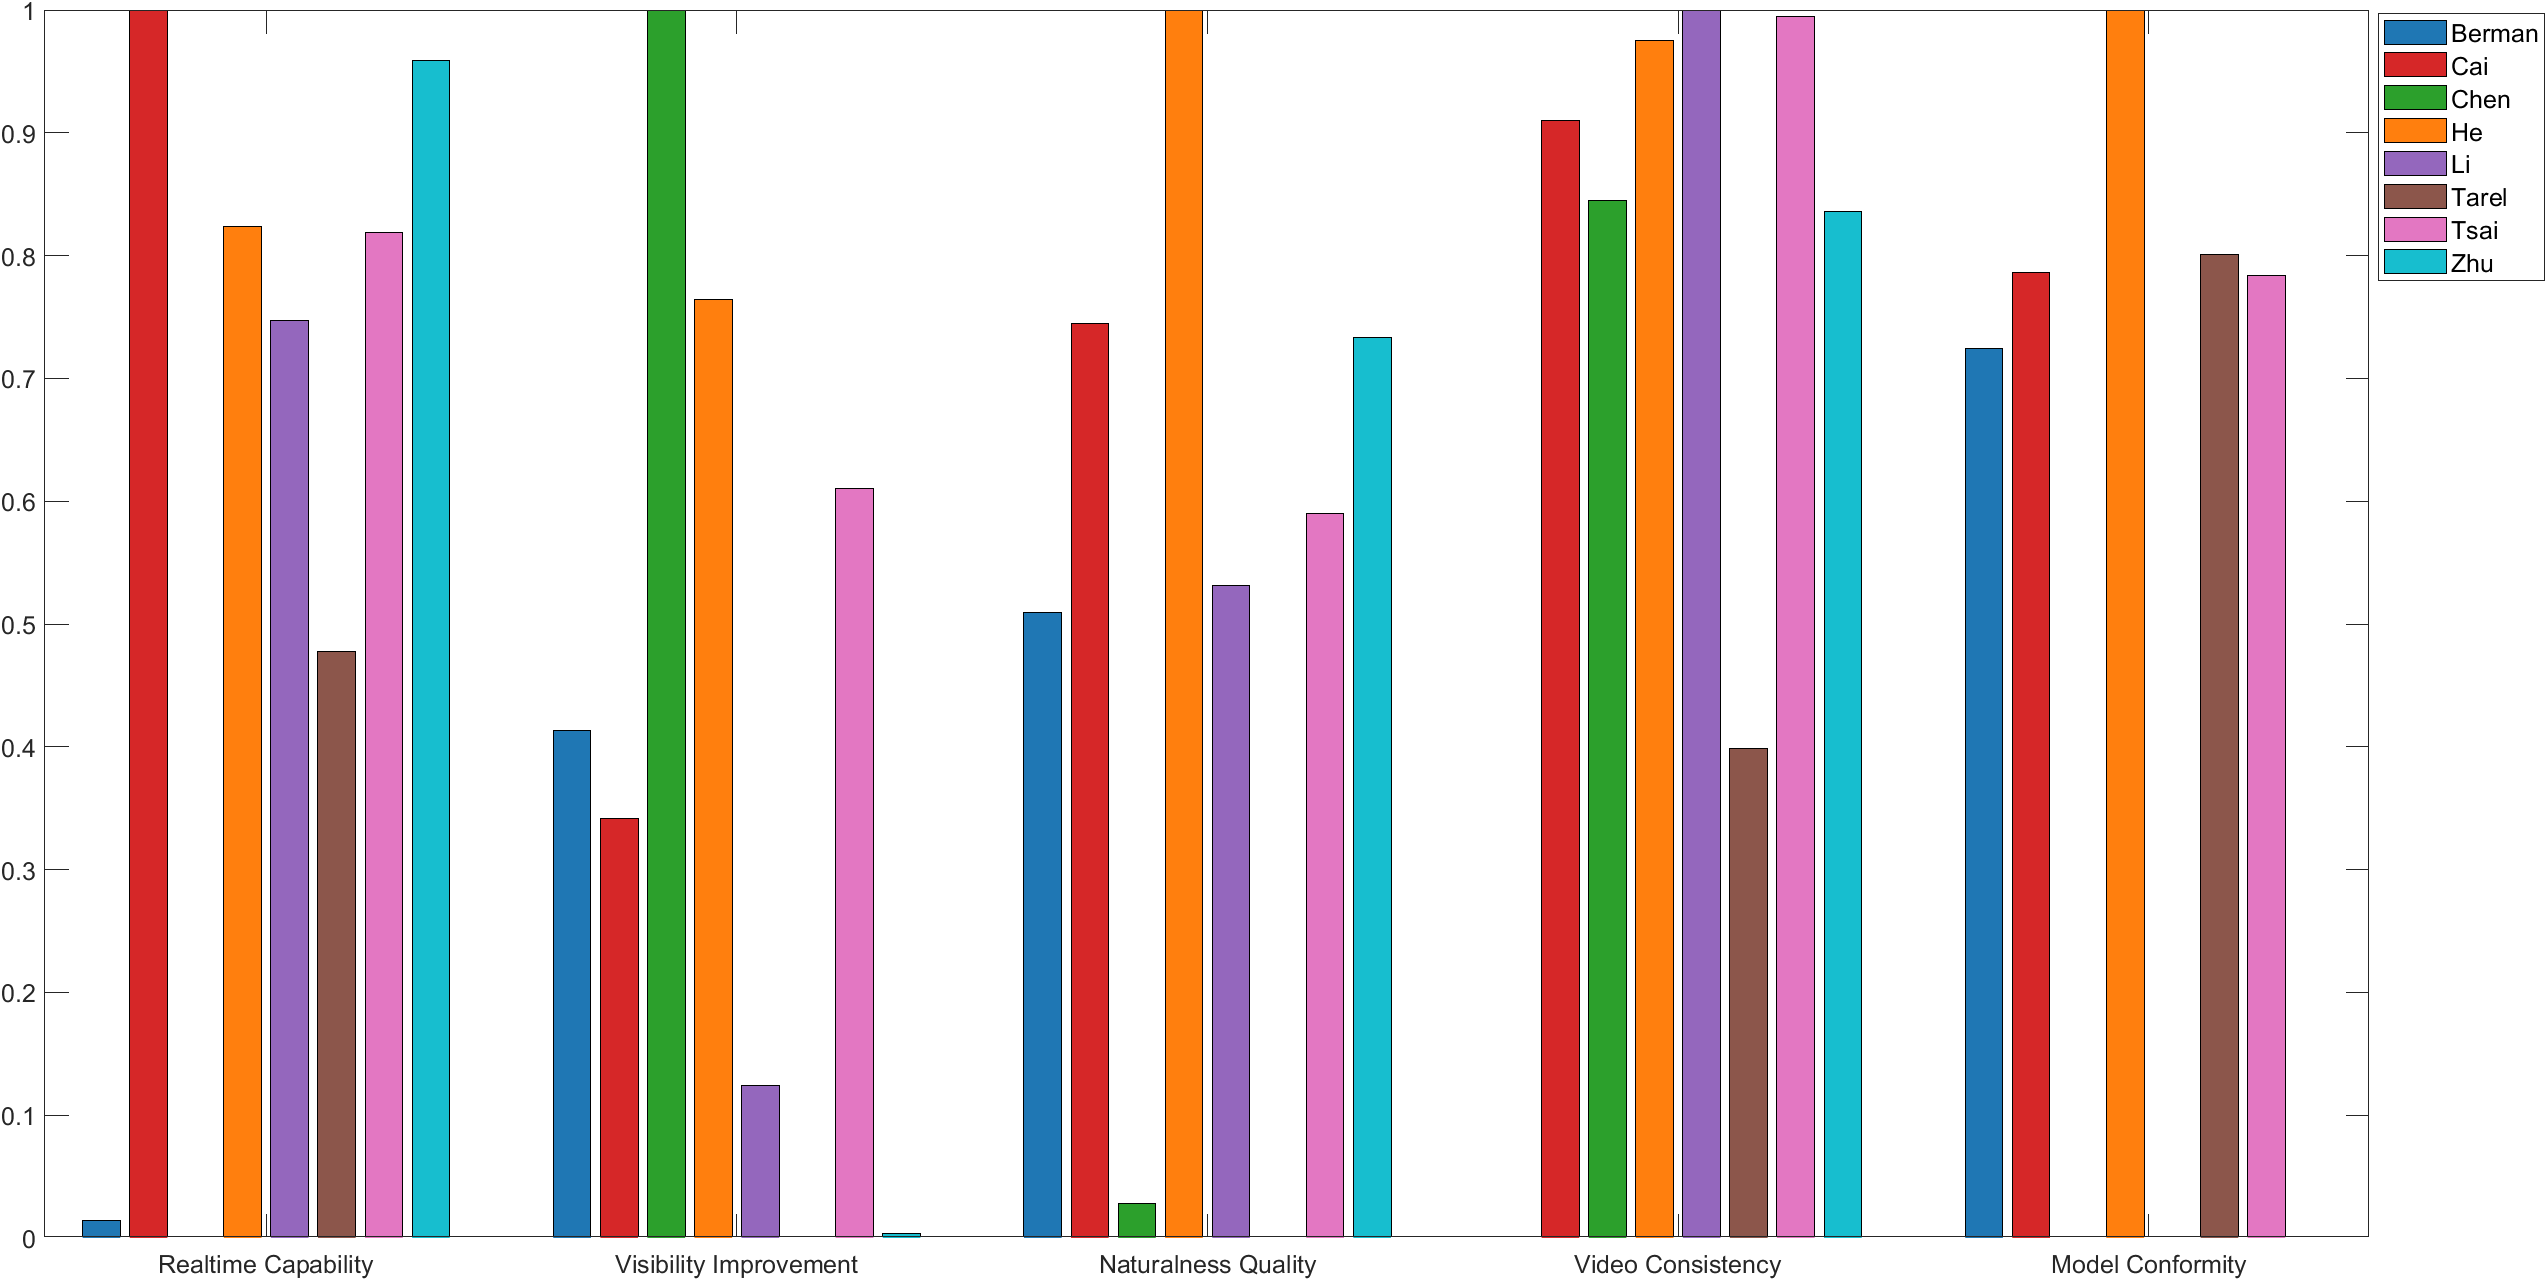 1
0.9
0.8
0.7
0.6
0.5
0.4
0.3
0.2
0.1
0
Realtime Capability
Visibility Improvement
Naturalness Quality
Video Consistency
Model Conformity
Berman
Cai
Chen
He
Li
Tarel
Tsai
Zhu